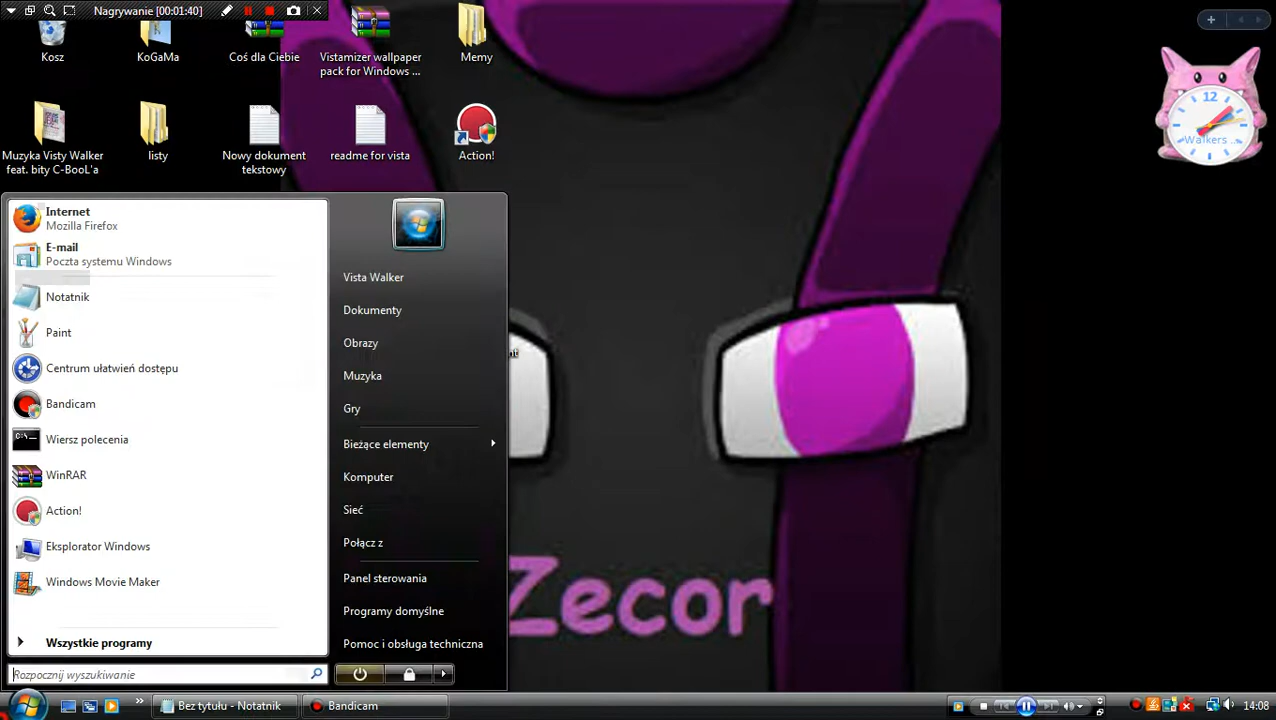 Nagrywanie [00:01:40]
Kosz
KoGaMa
Coś dla Ciebie
Vistamizer wallpaper
pack for Windows ...
Memy
Muzyka Visty Walker
feat. bity C-BooL'a
listy
Nowy dokument
tekstowy
readme for vista
Action!
12
Walkers ...
Internet
Mozilla Firefox
E-mail
Poczta systemu Windows
Notatnik
Paint
Centrum ułatwień dostępu
Bandicam
Wiersz polecenia
WinRAR
Action!
Eksplorator Windows
Windows Movie Maker
Wszystkie programy
Rozpocznij wyszukiwanie
Vista Walker
Dokumenty
Obrazy
Muzyka
Gry
Bieżące elementy
Komputer
Sieć
Połącz z
Panel sterowania
Programy domyślne
Pomoc i obsługa techniczna
Zecor
Bez tytułu - Notatnik
Bandicam
14:08